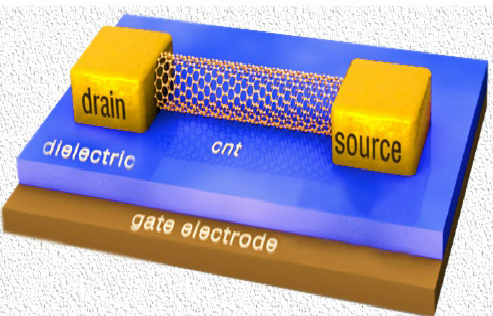 drain
source
dielectric
cnt
gate electrode